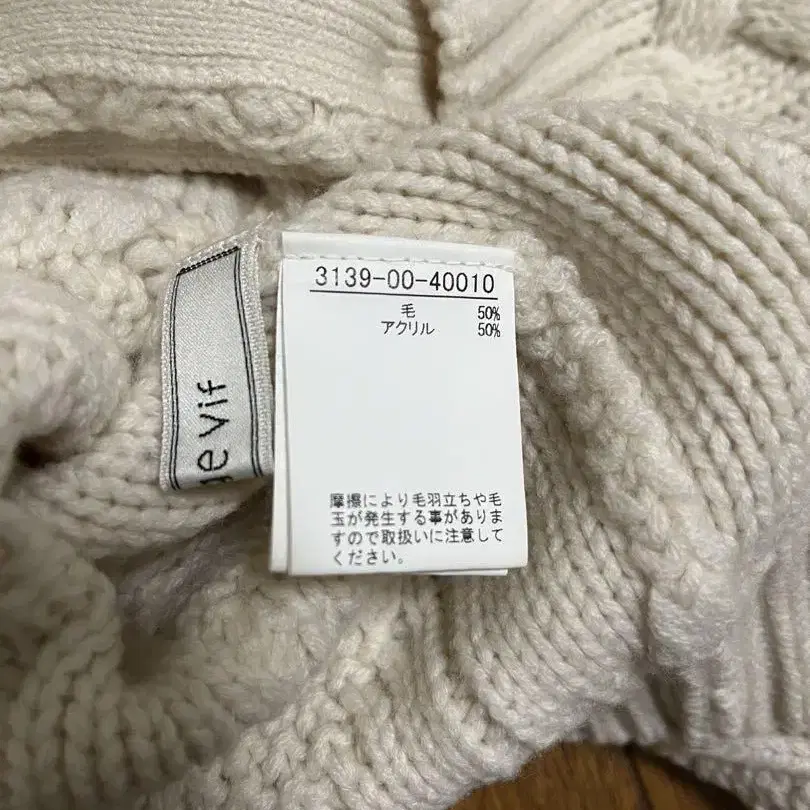 3139-00-40010
毛 50%
アクリル 50%
摩擦により毛羽立ちや毛
玉が発生する事がありま
すので取扱いに注意して
ください。
ge Vif